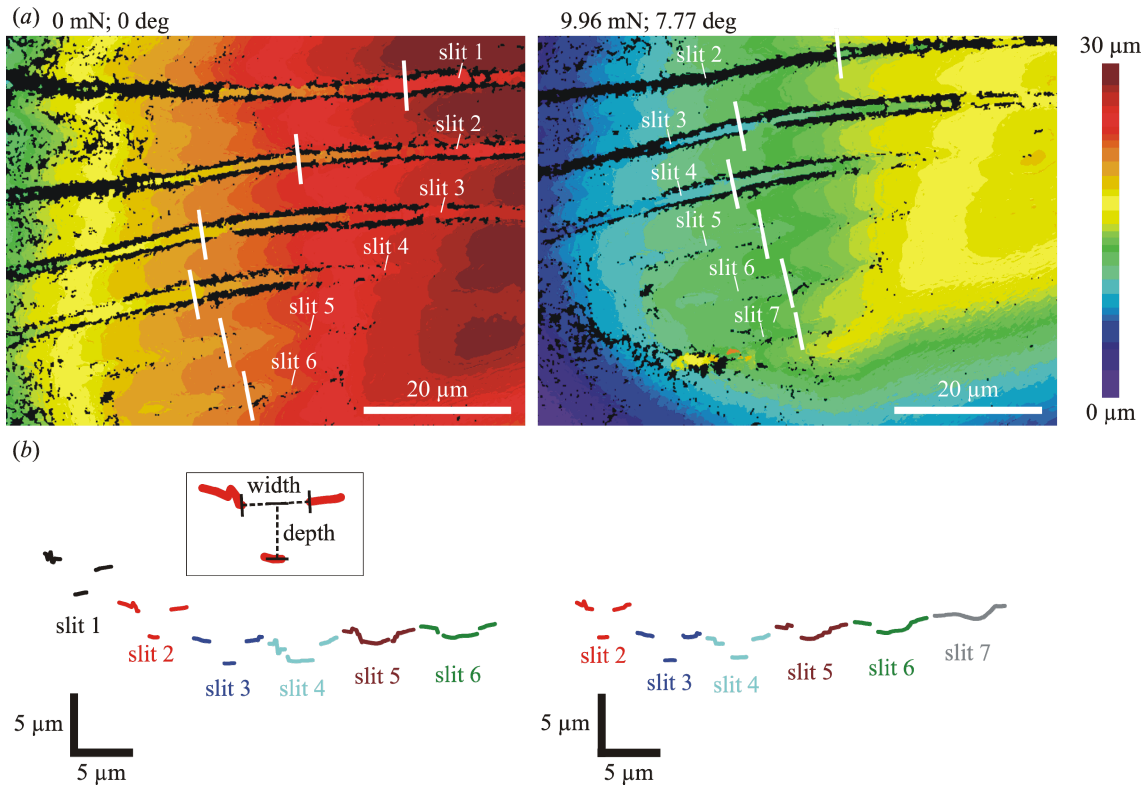 (a) 0 mN; 0 deg
9.96 mN; 7.77 deg
30 µm
slit 1
slit 2
slit 3
slit 4
slit 5
slit 6
20 µm
slit 2
slit 3
slit 4
slit 5
slit 6
slit 7
20 µm
0 µm
(b)
width
depth
slit 1
slit 2
slit 3
slit 4
slit 5
slit 6
5 µm
5 µm
slit 2
slit 3
slit 4
slit 5
slit 6
slit 7
5 µm
5 µm